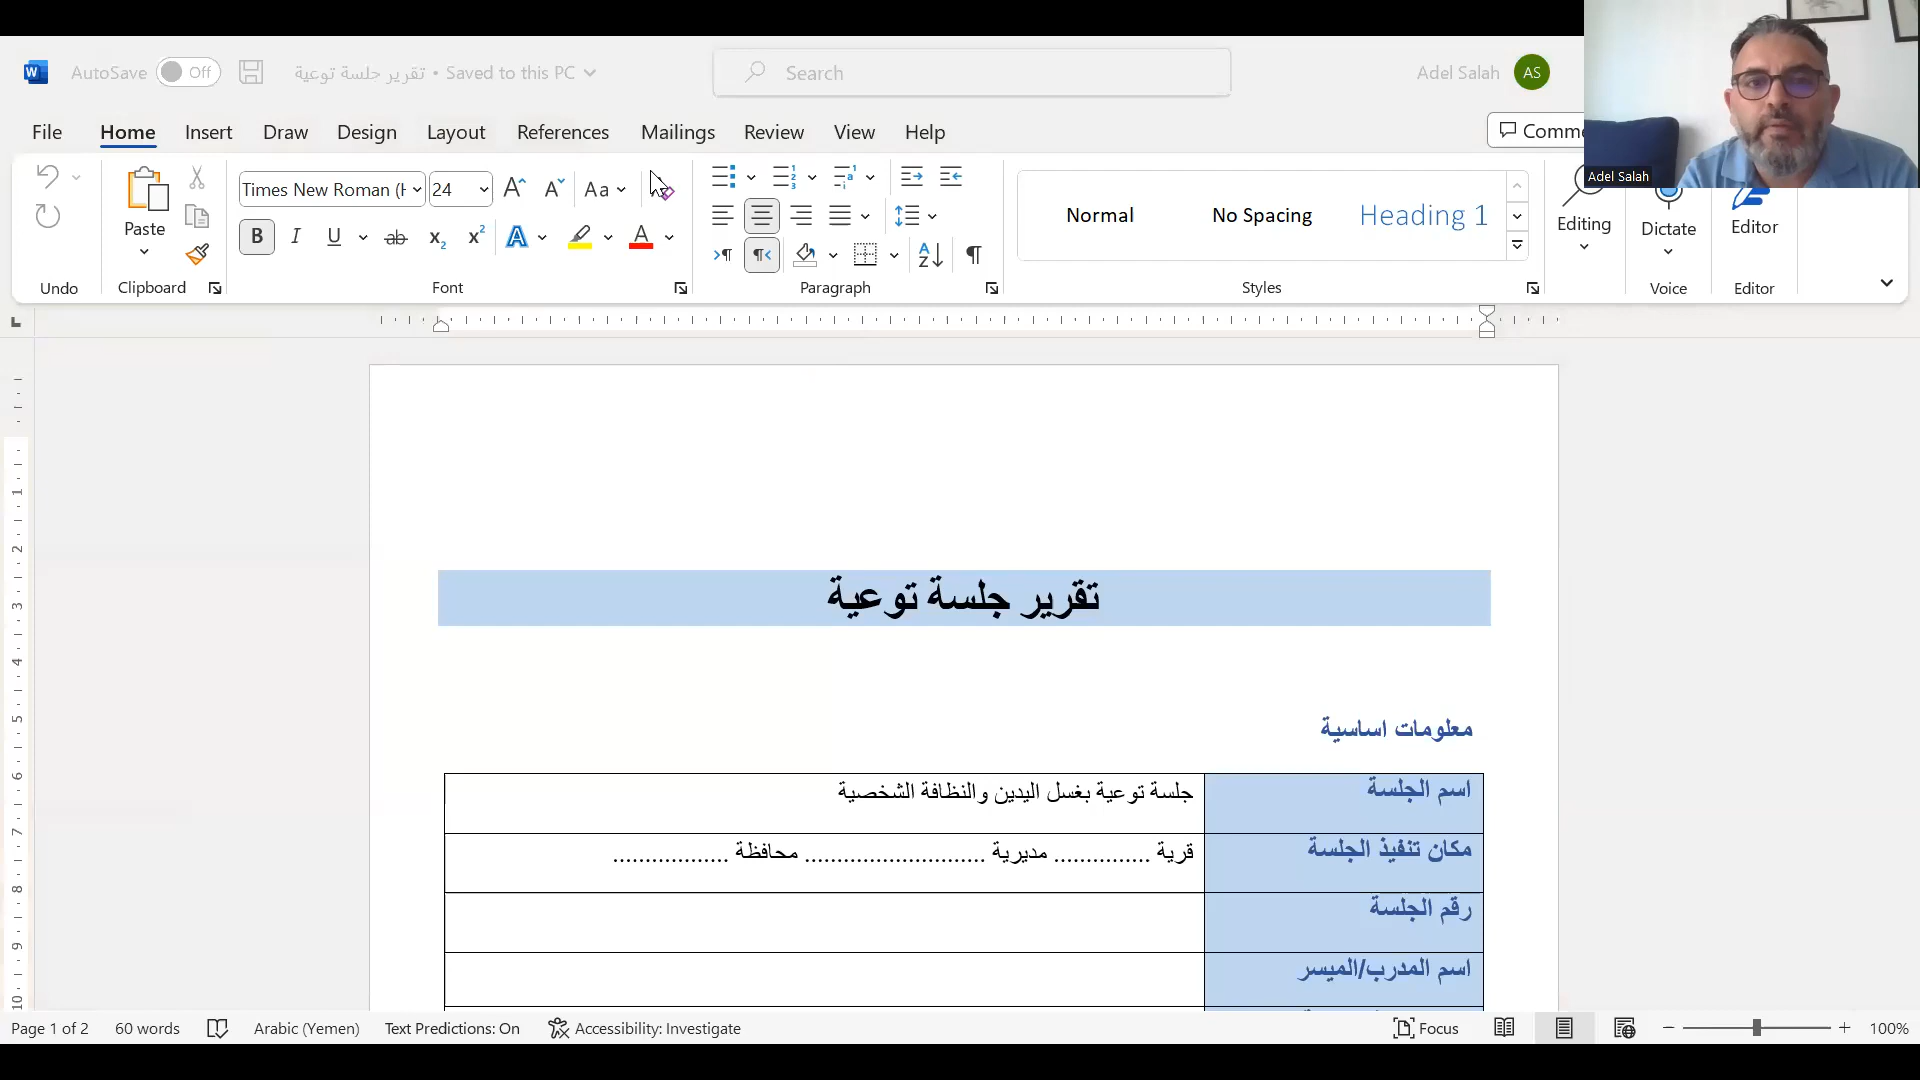 AutoSave Off تقرير جلسة توعية • Saved to this PC Search Adel Salah AS
File Home Insert Draw Design Layout References Mailings Review View Help
Adel Salah
Times New Roman (H 24 Aa
Normal No Spacing Heading 1
Paste Editing Dictate Editor
Undo Clipboard Font Paragraph Styles Voice Editor
تقرير جلسة توعية
معلومات اساسية
اسم الجلسة جلسة توعية بغسل اليدين والنظافة الشخصية
مكان تنفيذ الجلسة قرية ............... مديرية ............................ محافظة ..................
رقم الجلسة
اسم المدرب/الميسر
Page 1 of 2 60 words Arabic (Yemen) Text Predictions: On Accessibility: Investigate Focus 100%